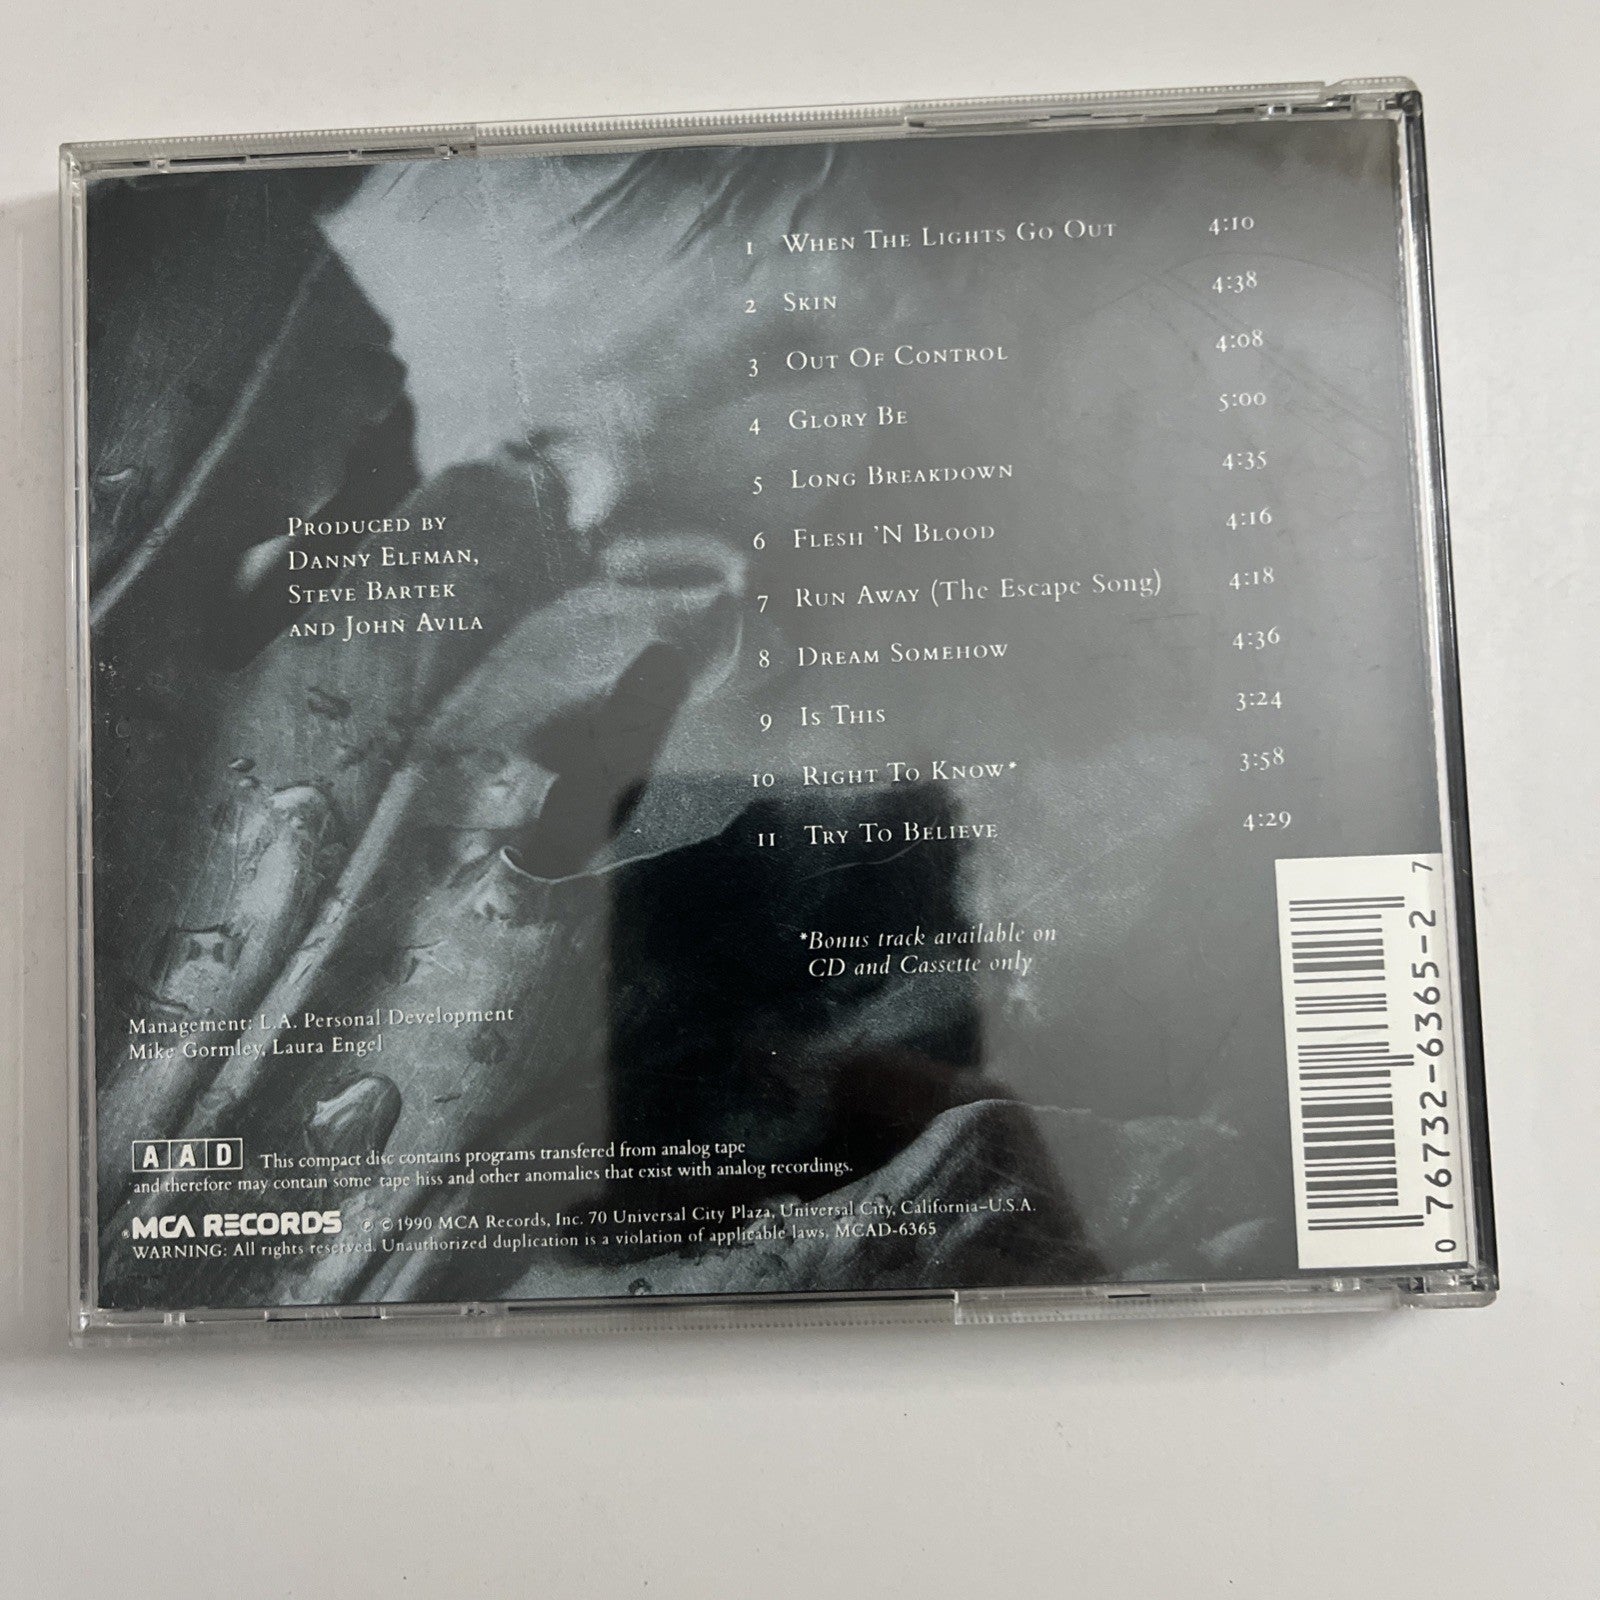 1 When The Lights Go Out 4:10
2 Skin 4:38
3 Out Of Control 4:08
4 Glory Be 5:00
5 Long Breakdown 4:35
6 Flesh 'N Blood 4:16
7 Run Away (The Escape Song) 4:18
8 Dream Somehow 4:36
9 Is This 3:24
10 Right To Know* 3:58
11 Try To Believe 4:29
*Bonus track available on
CD and Cassette only
Produced by
Danny Elfman,
Steve Bartek
and John Avila
Management: L.A. Personal Development
Mike Gormley, Laura Engel
AAD This compact disc contains programs transfered from analog tape
and therefore may contain some tape hiss and other anomalies that exist with analog recordings.
MCA RECORDS ℗ © 1990 MCA Records, Inc. 70 Universal City Plaza, Universal City, California–U.S.A.
WARNING: All rights reserved. Unauthorized duplication is a violation of applicable laws. MCAD-6365
0 76732-6365-2 7